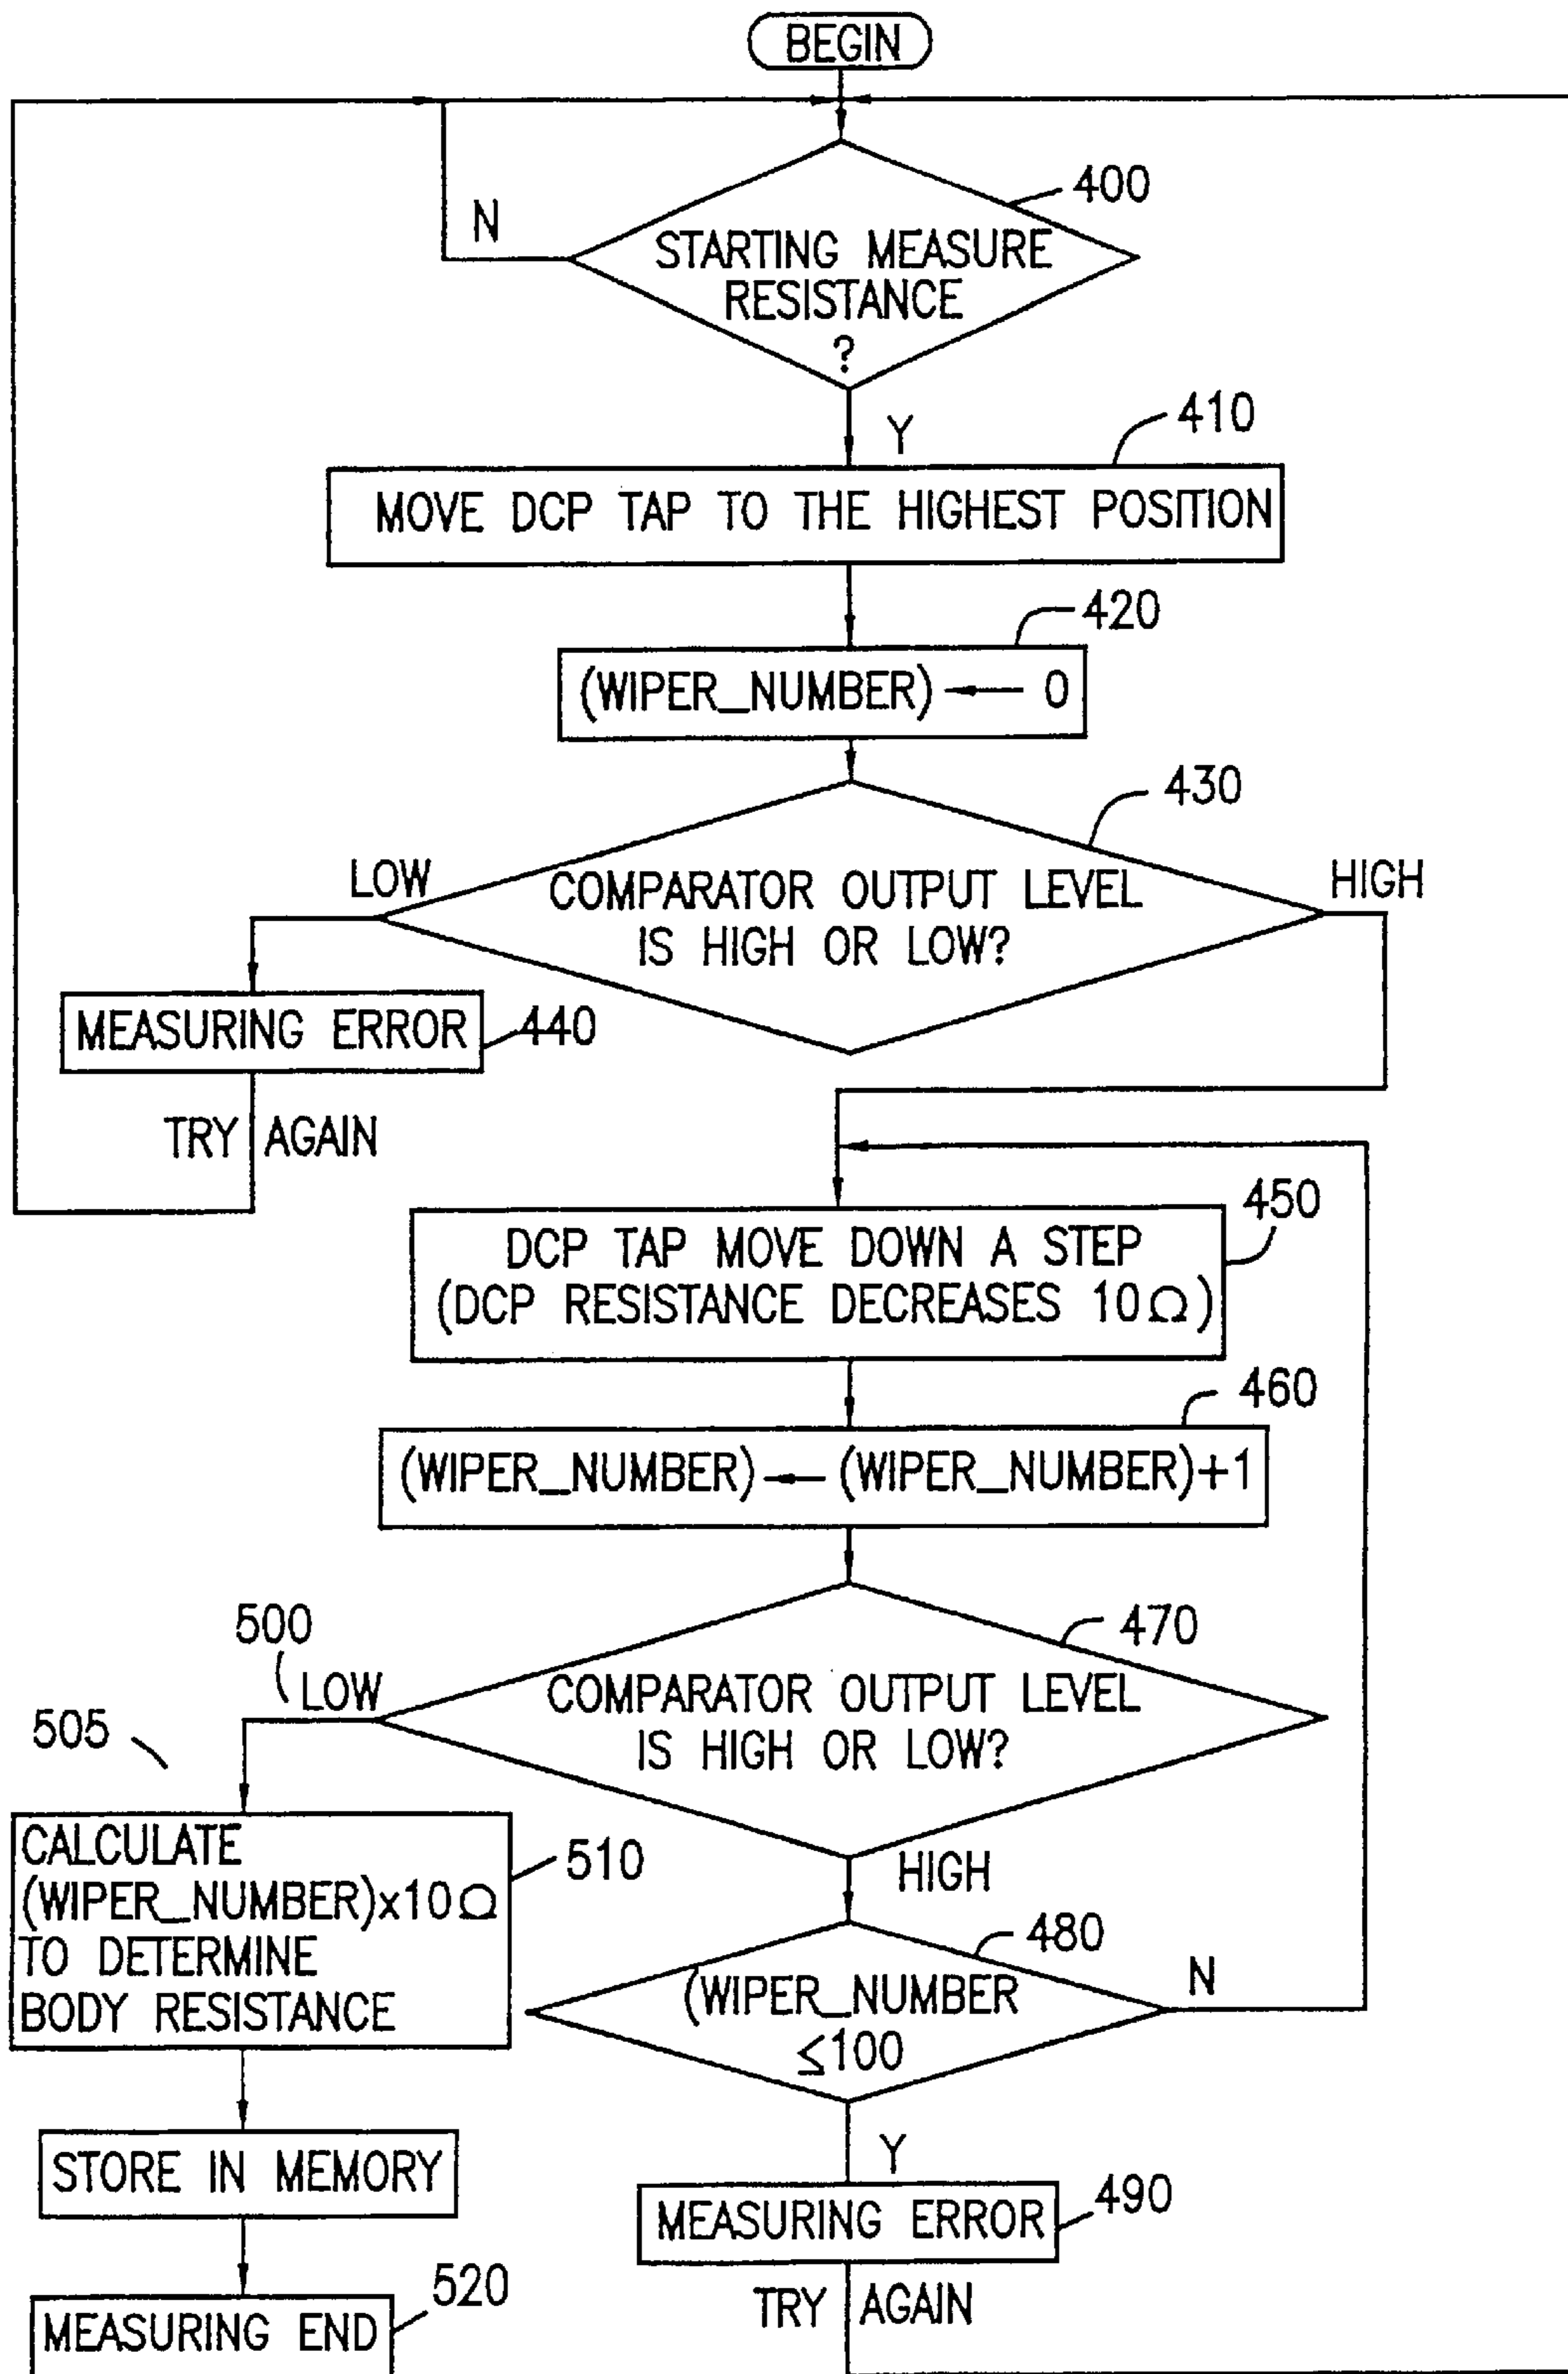 BEGIN
400
N
STARTING MEASURE
RESISTANCE
?
Y
410
MOVE DCP TAP TO THE HIGHEST POSITION
420
(WIPER_NUMBER) ← 0
430
LOW
HIGH
COMPARATOR OUTPUT LEVEL
IS HIGH OR LOW?
MEASURING ERROR
440
TRY AGAIN
450
DCP TAP MOVE DOWN A STEP
(DCP RESISTANCE DECREASES 10Ω)
460
(WIPER_NUMBER) ← (WIPER_NUMBER)+1
470
500
LOW
COMPARATOR OUTPUT LEVEL
IS HIGH OR LOW?
505
HIGH
CALCULATE
(WIPER_NUMBER)x10Ω
TO DETERMINE
BODY RESISTANCE
510
480
N
(WIPER_NUMBER
≤100
Y
STORE IN MEMORY
490
MEASURING ERROR
520
MEASURING END
TRY AGAIN